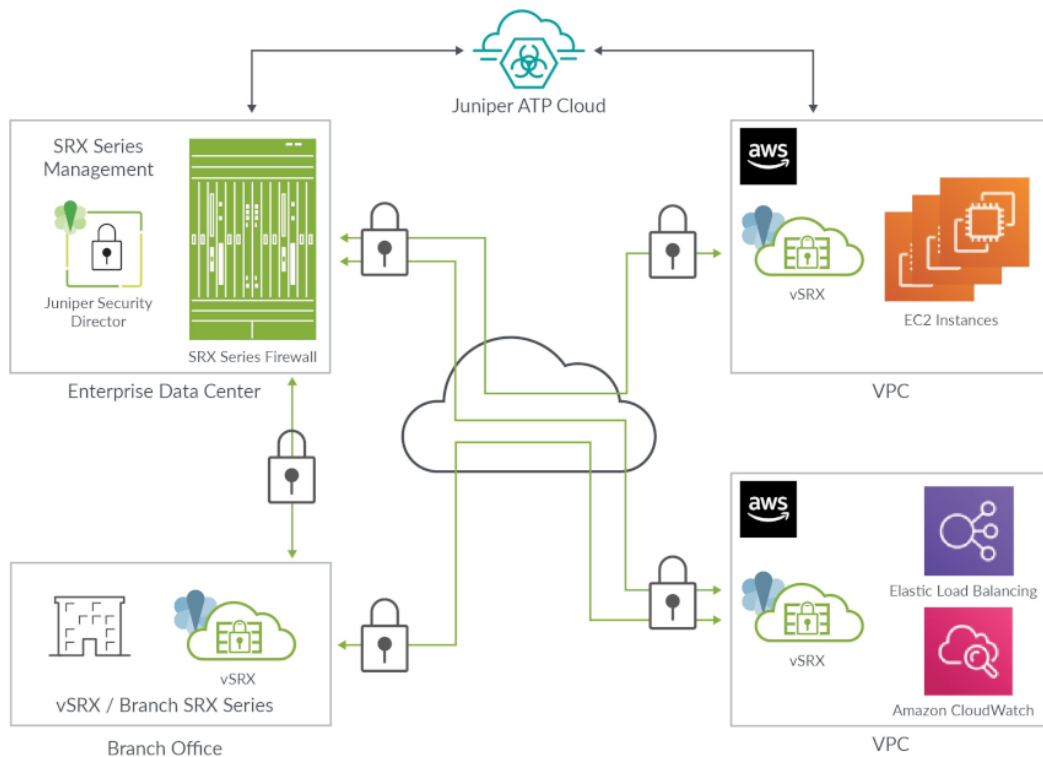 Juniper ATP Cloud
SRX Series
Management
Juniper Security
Director
SRX Series Firewall
Enterprise Data Center
aws
vSRX
EC2 Instances
VPC
vSRX
vSRX / Branch SRX Series
Branch Office
aws
Elastic Load Balancing
vSRX
Amazon CloudWatch
VPC